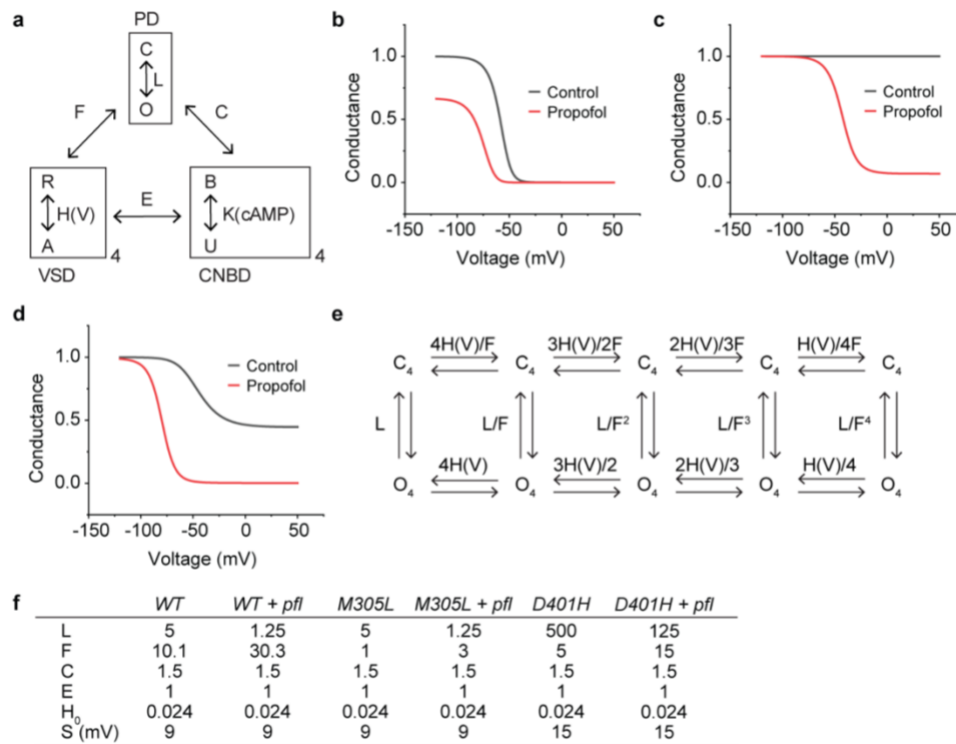 a
PD
C
L
O
F
C
R
H(V)
A
4
VSD
E
B
K(cAMP)
U
4
CNBD
b
Conductance
1.0
0.5
0.0
Control
Propofol
-150 -100 -50 0 50
Voltage (mV)
c
Conductance
1.0
0.5
0.0
Control
Propofol
-150 -100 -50 0 50
Voltage (mV)
d
Conductance
1.0
0.5
0.0
Control
Propofol
-150 -100 -50 0 50
Voltage (mV)
e
4H(V)/F 3H(V)/2F 2H(V)/3F H(V)/4F
C₄ C₄ C₄ C₄ C₄
L L/F L/F² L/F³ L/F⁴
4H(V) 3H(V)/2 2H(V)/3 H(V)/4
O₄ O₄ O₄ O₄ O₄
f WT WT + pfl M305L M305L + pfl D401H D401H + pfl
L 5 1.25 5 1.25 500 125
F 10.1 30.3 1 3 5 15
C 1.5 1.5 1.5 1.5 1.5 1.5
E 1 1 1 1 1 1
H₀ 0.024 0.024 0.024 0.024 0.024 0.024
S (mV) 9 9 9 9 15 15